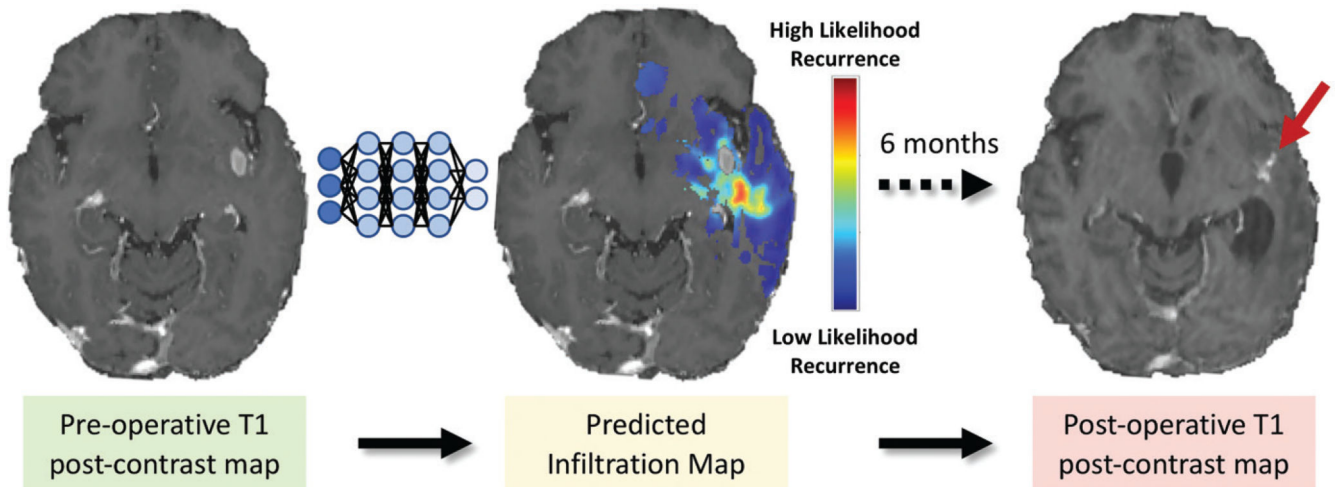 High Likelihood
Recurrence
6 months
Low Likelihood
Recurrence
Pre-operative T1
post-contrast map
Predicted
Infiltration Map
Post-operative T1
post-contrast map